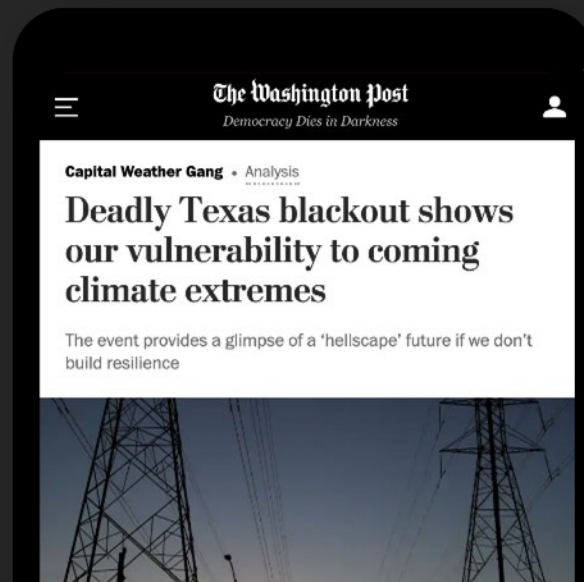 The Washington Post
Democracy Dies in Darkness
Capital Weather Gang • Analysis
Deadly Texas blackout shows
our vulnerability to coming
climate extremes
The event provides a glimpse of a ‘hellscape’ future if we don’t
build resilience